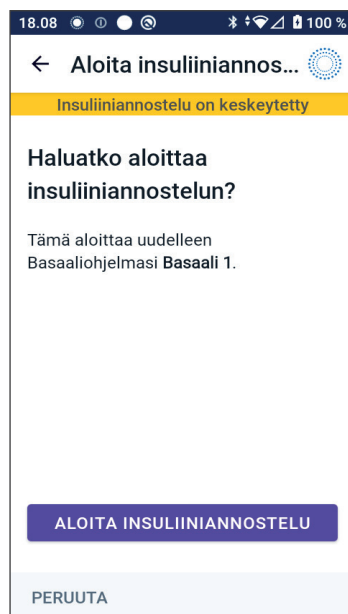 18.08 100 %
Aloita insuliiniannos...
Insuliiniannostelu on keskeytetty
Haluatko aloittaa
insuliiniannostelun?
Tämä aloittaa uudelleen
Basaaliohjelmasi Basaali 1.
ALOITA INSULIINIANNOSTELU
PERUUTA